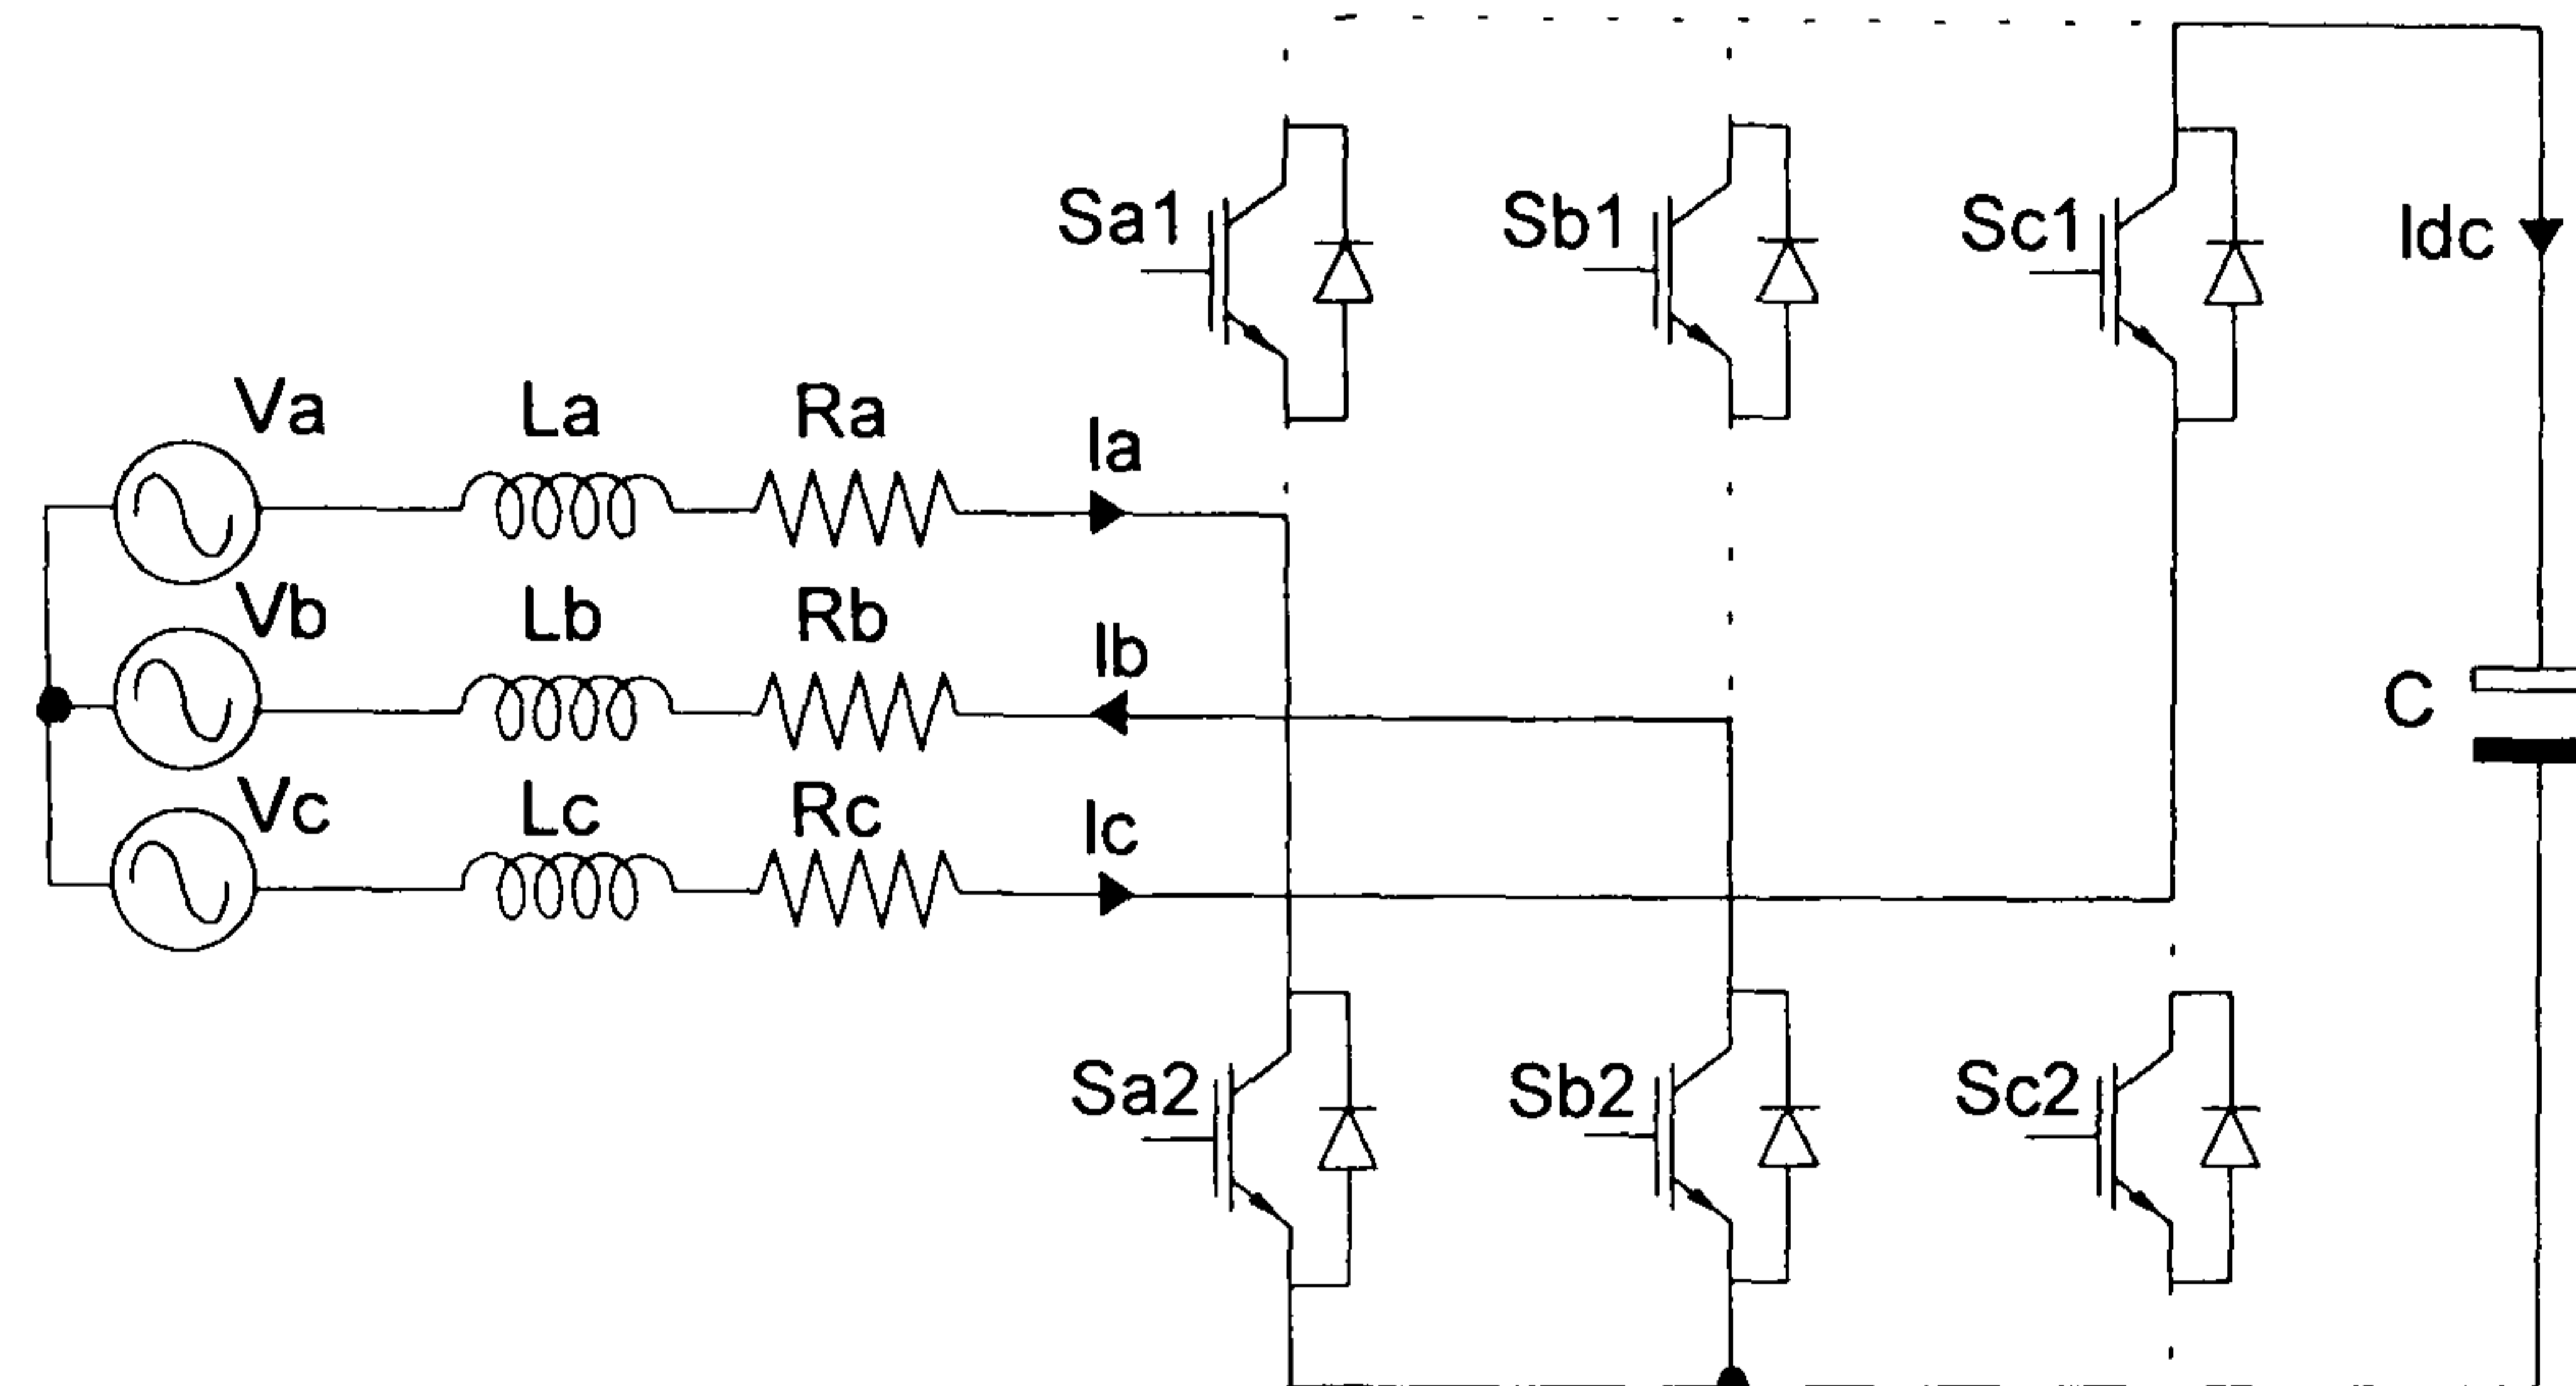 Sa1 Sb1 Sc1 Idc
Va La Ra Ia
Vb Lb Rb Ib
C
Vc Lc Rc Ic
Sa2 Sb2 Sc2